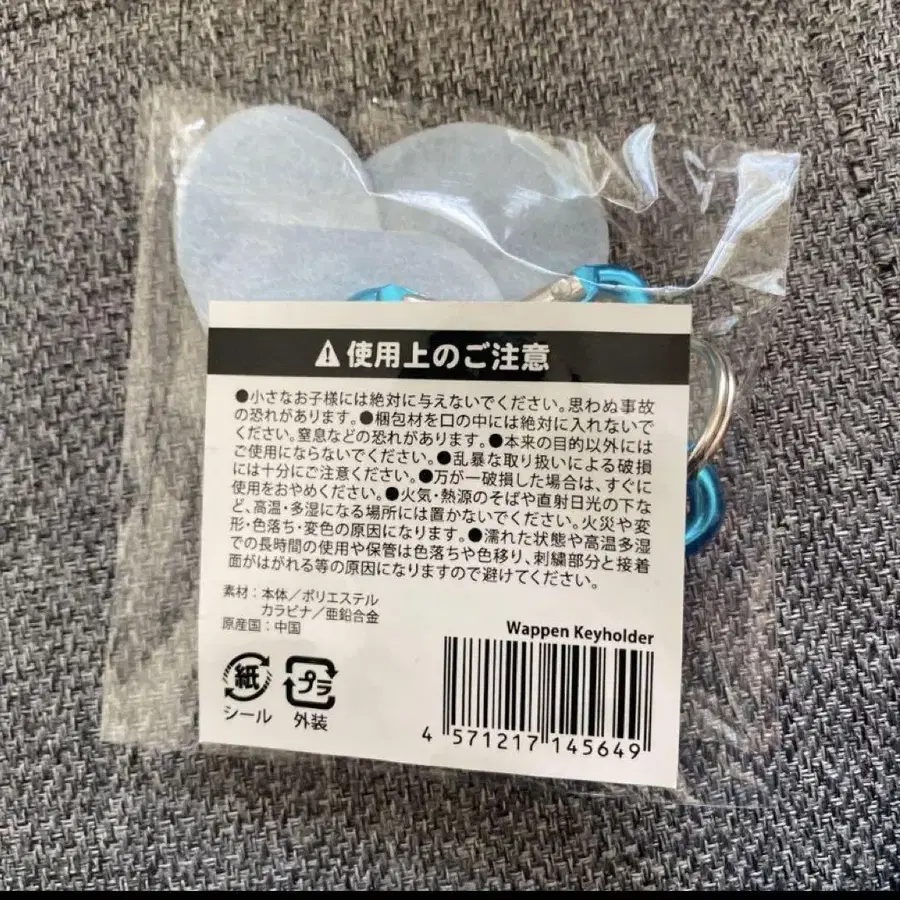 ⚠使用上のご注意
●小さなお子様には絶対に与えないでください。思わぬ事故
の恐れがあります。●梱包材を口の中には絶対に入れないで
ください。窒息などの恐れがあります。●本来の目的以外には
ご使用にならないでください。●乱暴な取り扱いによる破損
には十分にご注意ください。●万が一破損した場合は、すぐに
使用をおやめください。●火気・熱源のそばや直射日光の下な
ど、高温・多湿になる場所には置かないでください。火災や変
形・色落ち・変色の原因になります。●濡れた状態や高温多湿
での長時間の使用や保管は色落ちや色移り、刺繍部分と接着
面がはがれる等の原因になりますので避けてください。
素材：本体／ポリエステル
カラビナ／亜鉛合金
原産国：中国
Wappen Keyholder
紙
シール
プラ
外装
4 571217 145649